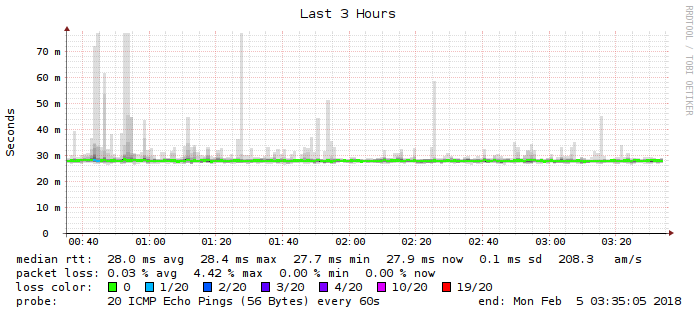 Last 3 Hours
RRDTOOL / TOBI OETIKER
Seconds
70 m
60 m
50 m
40 m
30 m
20 m
10 m
0
00:40 01:00 01:20 01:40 02:00 02:20 02:40 03:00 03:20
median rtt: 28.0 ms avg 28.4 ms max 27.7 ms min 27.9 ms now 0.1 ms sd 208.3 am/s
packet loss: 0.03 % avg 4.42 % max 0.00 % min 0.00 % now
loss color: 0 1/20 2/20 3/20 4/20 10/20 19/20
probe: 20 ICMP Echo Pings (56 Bytes) every 60s end: Mon Feb 5 03:35:05 2018